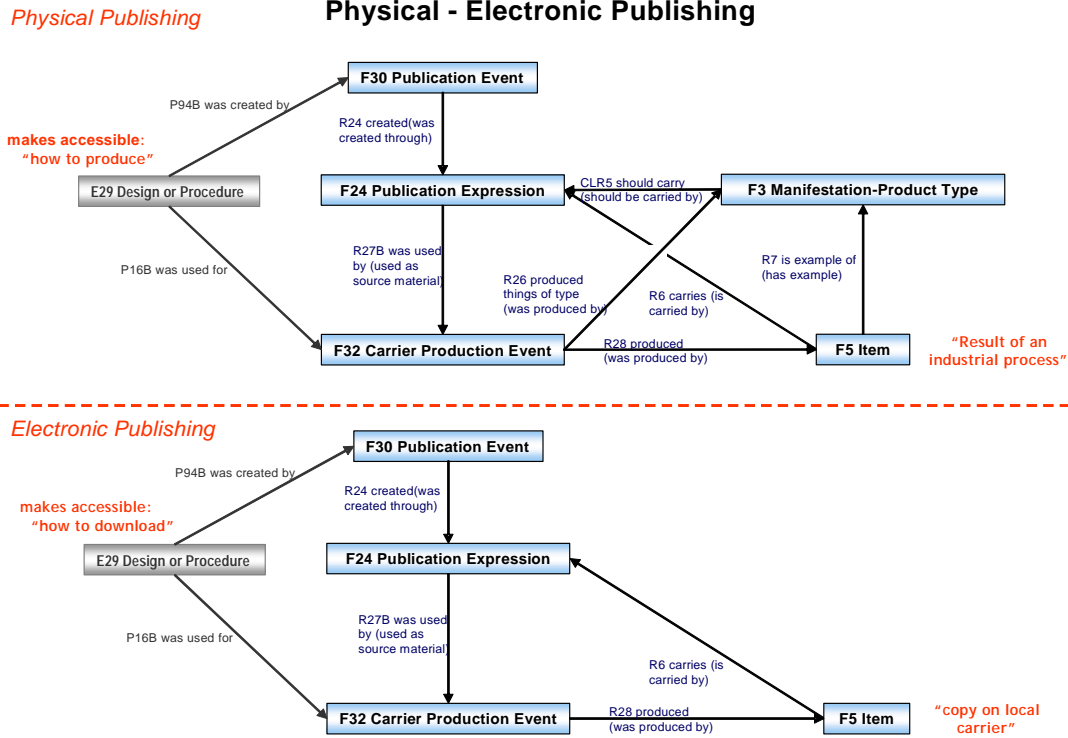 Physical - Electronic Publishing
Physical Publishing
F30 Publication Event
P94B was created by
R24 created(was
created through)
makes accessible:
“how to produce”
E29 Design or Procedure
F24 Publication Expression
CLR5 should carry
(should be carried by)
F3 Manifestation-Product Type
P16B was used for
R27B was used
by (used as
source material)
R26 produced
things of type
(was produced by)
R6 carries (is
carried by)
R7 is example of
(has example)
F32 Carrier Production Event
R28 produced
(was produced by)
F5 Item
“Result of an
industrial process”
Electronic Publishing
F30 Publication Event
P94B was created by
R24 created(was
created through)
makes accessible:
“how to download”
E29 Design or Procedure
F24 Publication Expression
P16B was used for
R27B was used
by (used as
source material)
R6 carries (is
carried by)
F32 Carrier Production Event
R28 produced
(was produced by)
F5 Item
“copy on local
carrier”